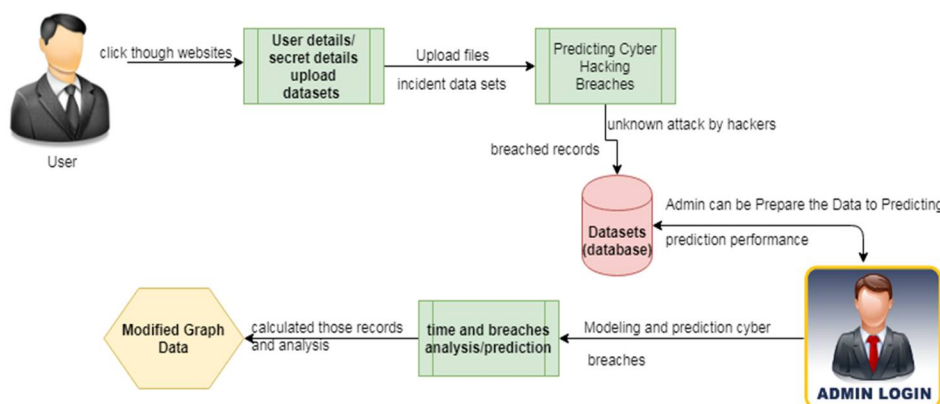 click though websites
User details/
secret details
upload
datasets
Upload files
incident data sets
Predicting Cyber
Hacking
Breaches
User
unknown attack by hackers
breached records
Datasets
(database)
Admin can be Prepare the Data to Predicting
prediction performance
Modified Graph
Data
calculated those records
and analysis
time and breaches
analysis/prediction
Modeling and prediction cyber
breaches
ADMIN LOGIN